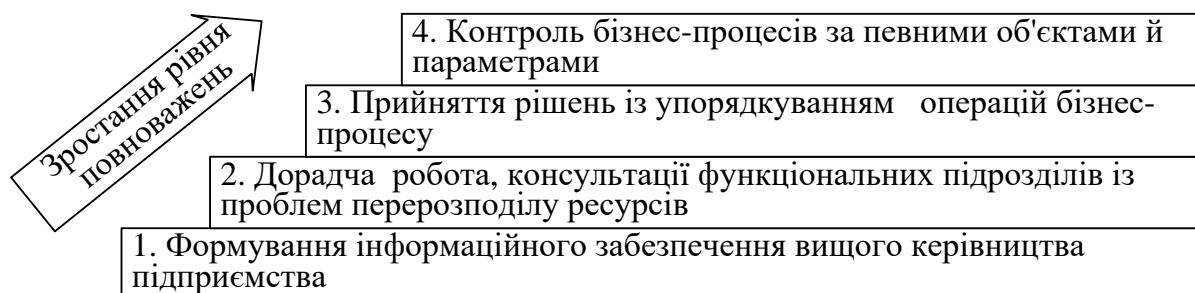 Зростання рівня
повноважень
4. Контроль бізнес-процесів за певними об'єктами й
параметрами
3. Прийняття рішень із упорядкуванням операцій бізнес-
процесу
2. Дорадча робота, консультації функціональних підрозділів із
проблем перерозподілу ресурсів
1. Формування інформаційного забезпечення вищого керівництва
підприємства